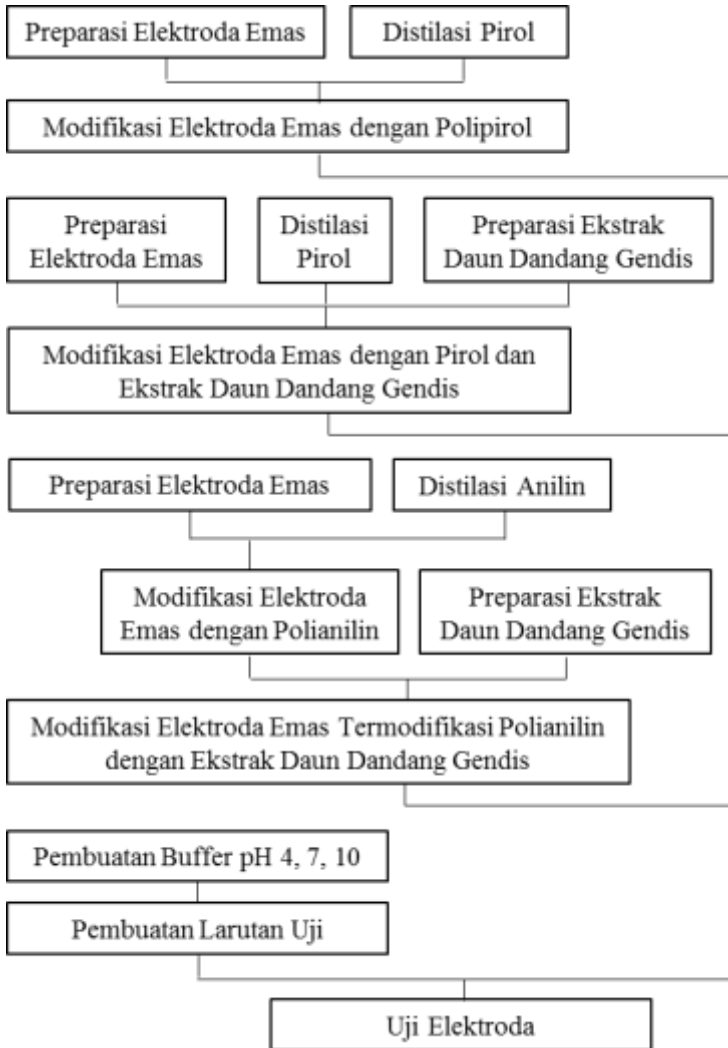 Preparasi Elektroda Emas
Distilasi Pirol
Modifikasi Elektroda Emas dengan Polipirol
Preparasi
Elektroda Emas
Distilasi
Pirol
Preparasi Ekstrak
Daun Dandang Gendis
Modifikasi Elektroda Emas dengan Pirol dan
Ekstrak Daun Dandang Gendis
Preparasi Elektroda Emas
Distilasi Anilin
Modifikasi Elektroda
Emas dengan Polianilin
Preparasi Ekstrak
Daun Dandang Gendis
Modifikasi Elektroda Emas Termodifikasi Polianilin
dengan Ekstrak Daun Dandang Gendis
Pembuatan Buffer pH 4, 7, 10
Pembuatan Larutan Uji
Uji Elektroda